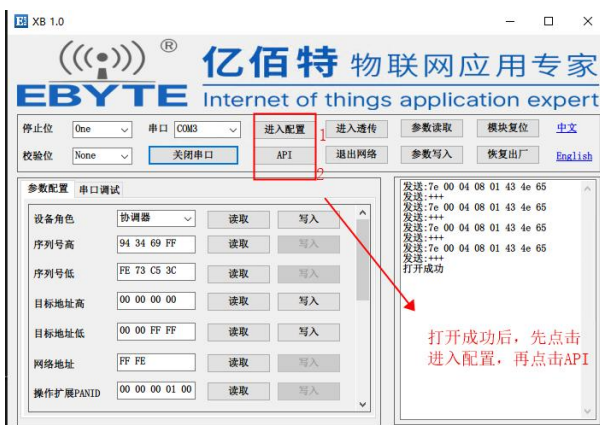 XB 1.0
EBYTE ®
亿佰特 物联网应用专家
Internet of things application expert
停止位 One 串口 COM3 进入配置 1 进入透传 参数读取 模块复位 中文
校验位 None 关闭串口 API 2 退出网络 参数写入 恢复出厂 English
参数配置 串口调试
设备角色 协调器 读取 写入
序列号高 94 34 69 FF 读取 写入
序列号低 FE 73 C5 3C 读取 写入
目标地址高 00 00 00 00 读取 写入
目标地址低 00 00 FF FF 读取 写入
网络地址 FF FE 读取 写入
操作扩展PANID 00 00 00 01 00 读取 写入
发送:7e 00 04 08 01 43 4e 65
发送:+++
发送:7e 00 04 08 01 43 4e 65
发送:+++
发送:7e 00 04 08 01 43 4e 65
发送:+++
发送:7e 00 04 08 01 43 4e 65
发送:+++
打开成功
打开成功后，先点击
进入配置，再点击API